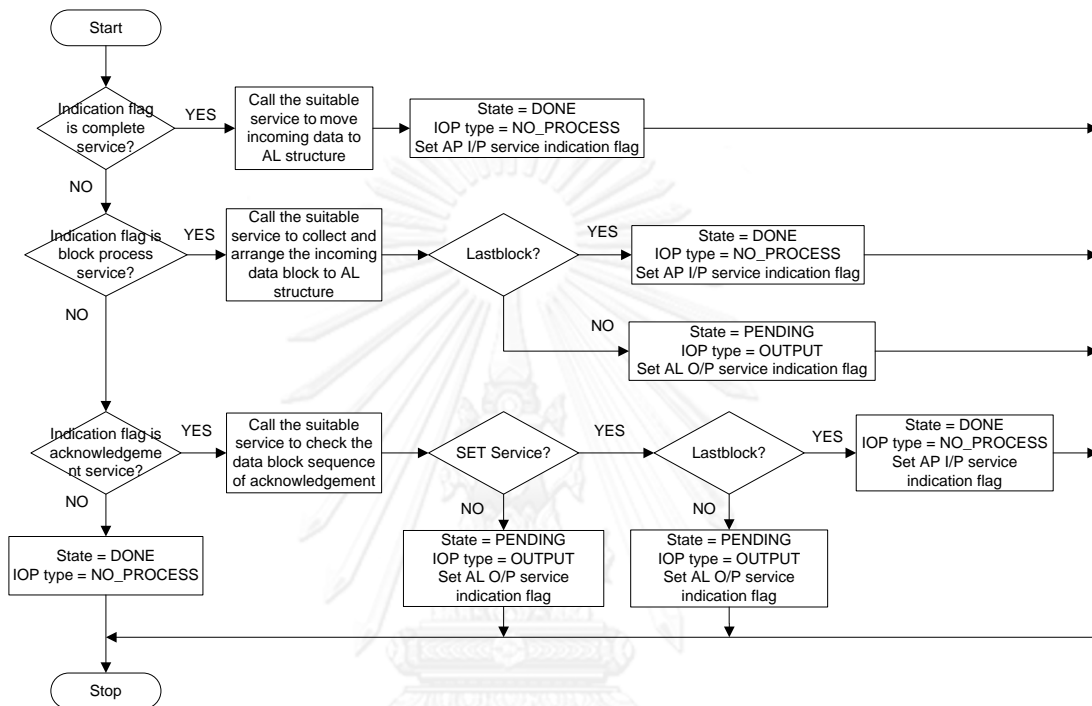 Start
Indication flag
is complete
service?
YES
Call the suitable
service to move
incoming data to
AL structure
State = DONE
IOP type = NO_PROCESS
Set AP I/P service indication flag
NO
Indication flag is
block process
service?
YES
Call the suitable
service to collect and
arrange the incoming
data block to AL
structure
Lastblock?
YES
State = DONE
IOP type = NO_PROCESS
Set AP I/P service indication flag
NO
NO
State = PENDING
IOP type = OUTPUT
Set AL O/P service indication flag
Indication flag is
acknowledgeme
nt service?
YES
Call the suitable
service to check the
data block sequence
of acknowledgement
SET Service?
YES
Lastblock?
YES
State = DONE
IOP type = NO_PROCESS
Set AP I/P service
indication flag
NO
NO
NO
State = DONE
IOP type = NO_PROCESS
State = PENDING
IOP type = OUTPUT
Set AL O/P service
indication flag
State = PENDING
IOP type = OUTPUT
Set AL O/P service
indication flag
Stop